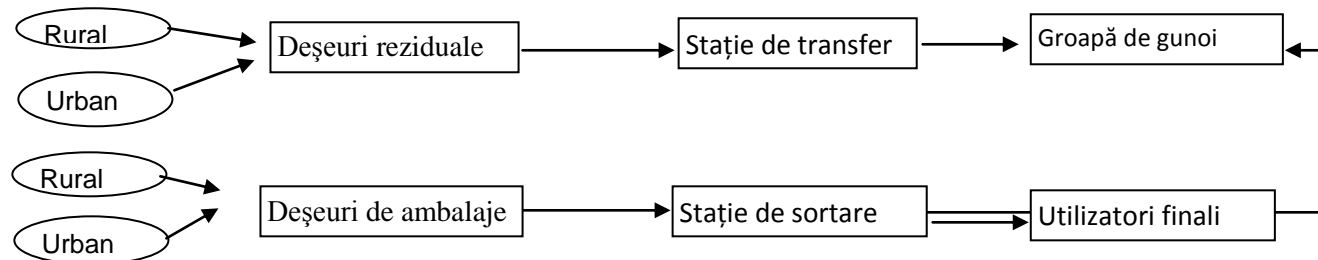 Rural
Deşeuri reziduale
Stație de transfer
Groapă de gunoi
Urban
Rural
Deşeuri de ambalaje
Stație de sortare
Utilizatori finali
Urban